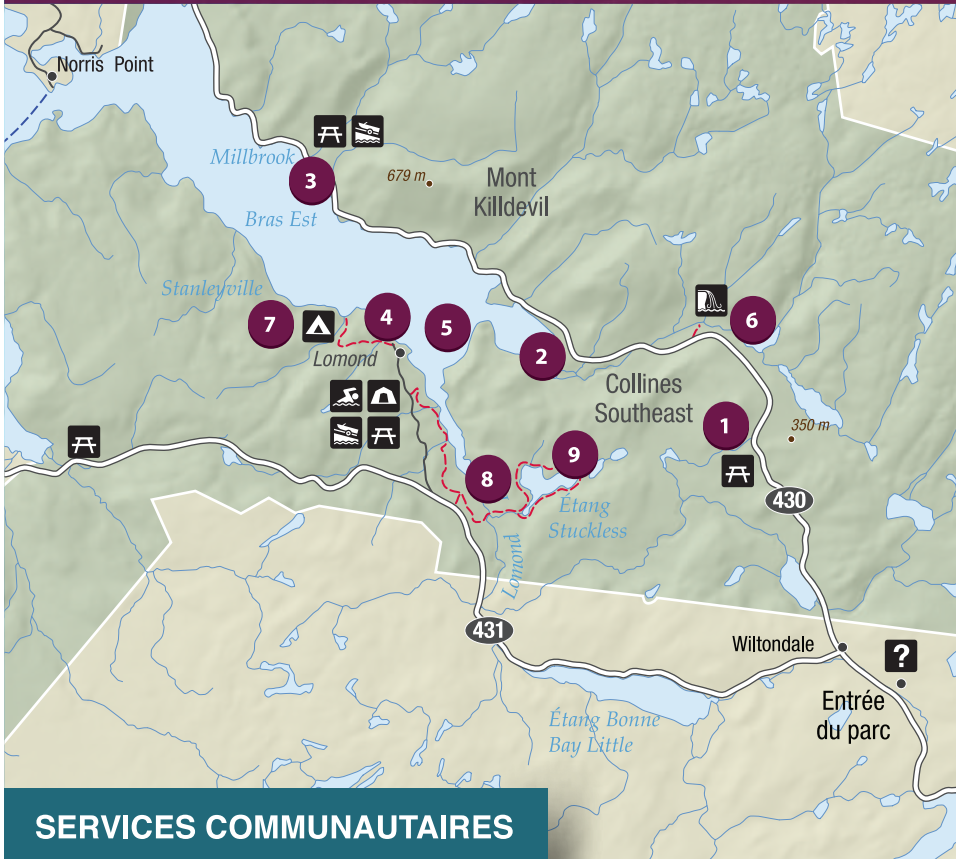 Norris Point
Millbrook
3
679 m
Mont
Killdevil
Bras Est
Stanleyville
7
4
5
6
2
Lomond
Collines
Southeast
1
350 m
9
8
430
Étang
Stuckless
Lomond
431
Wiltondale
?
Entrée
du parc
Étang Bonne
Bay Little
SERVICES COMMUNAUTAIRES